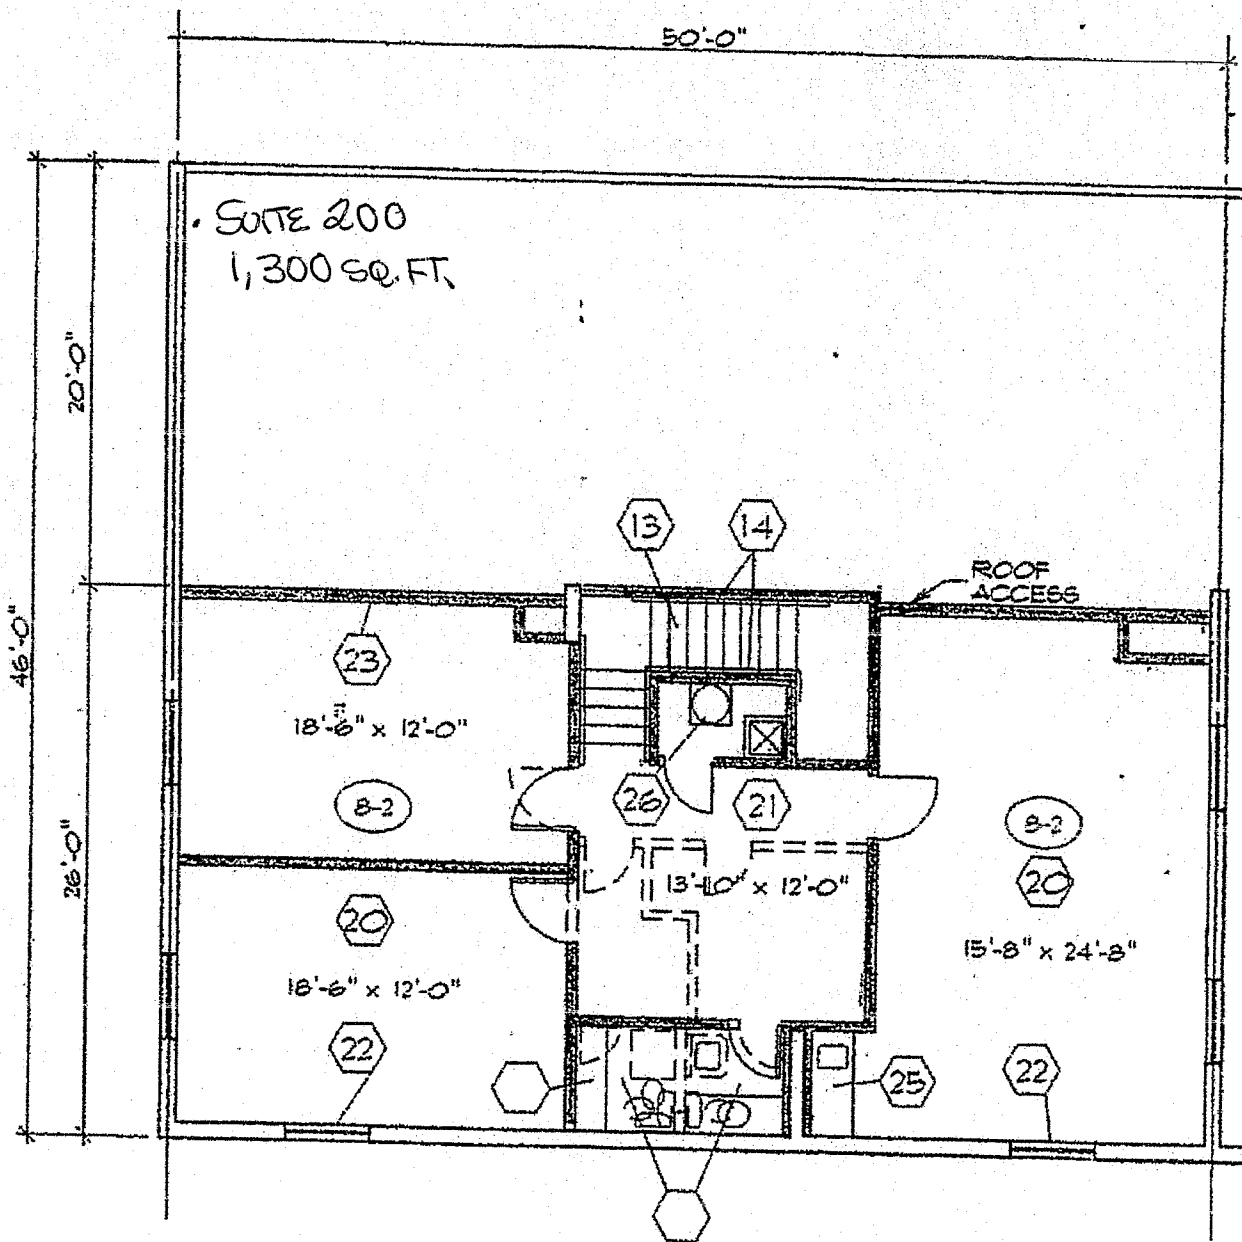 50'-0"
SUITE 200
1,300 SQ. FT.
20'-0"
13
14
ROOF
ACCESS
46'-0"
23
18'-6" x 12'-0"
8-2
26
21
8-2
26'-0"
13'-10" x 12'-0"
20
20
15'-8" x 24'-8"
18'-6" x 12'-0"
22
25
22